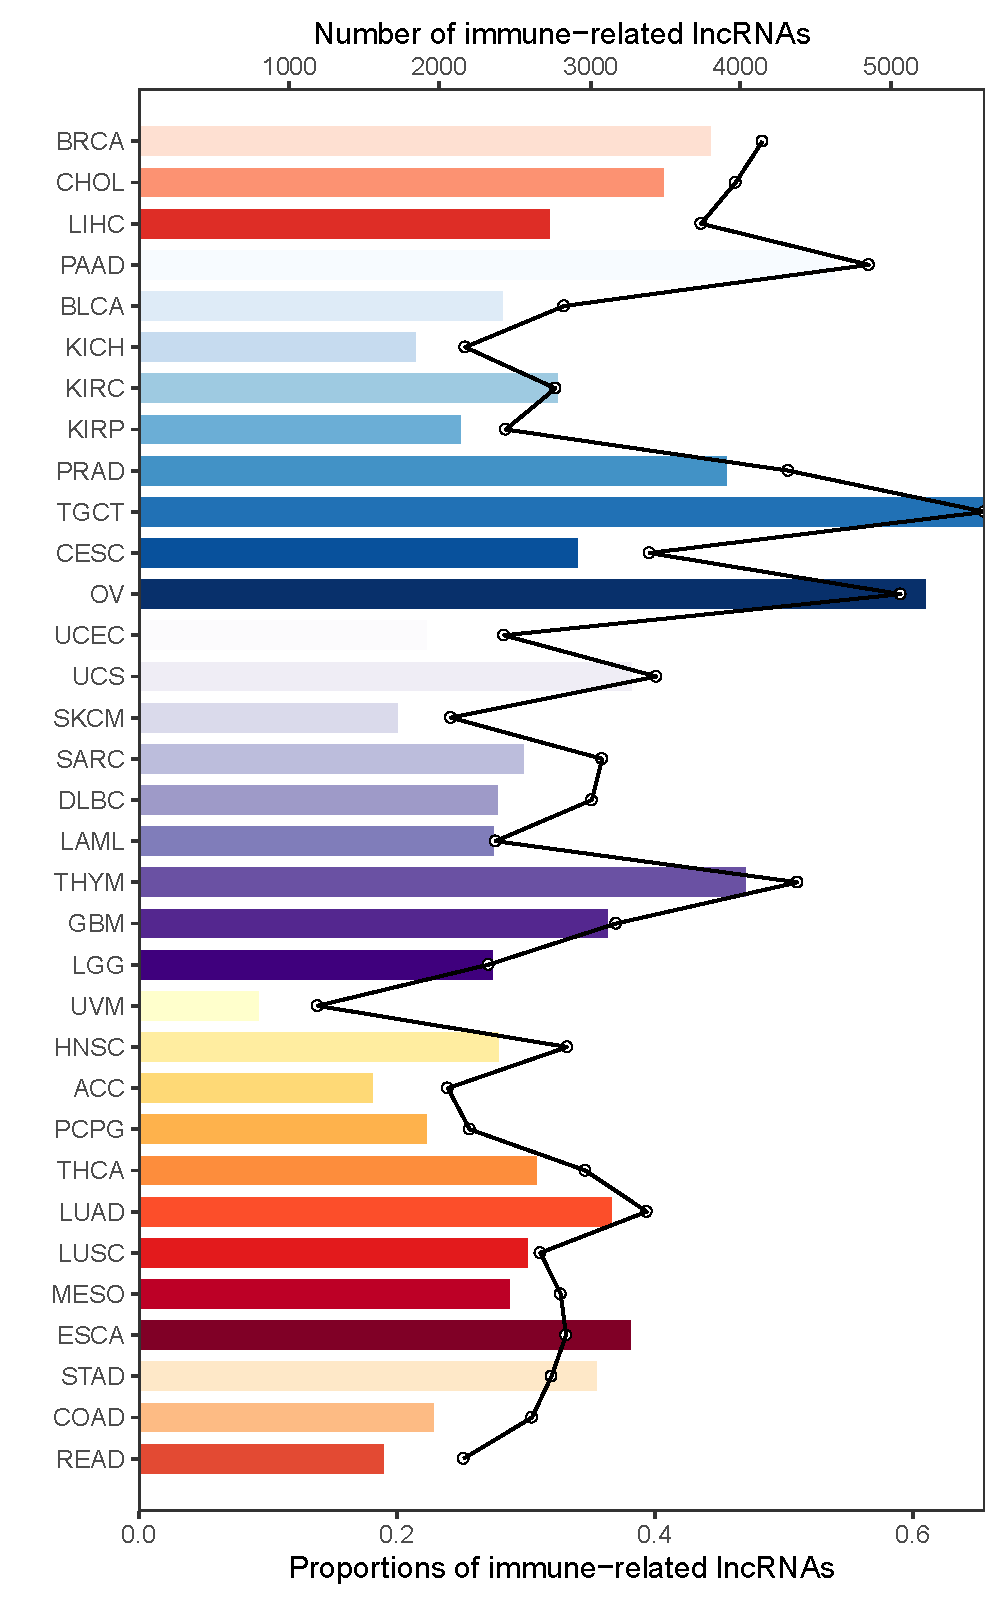 Number of immune−related lncRNAs
1000 2000 3000 4000 5000
BRCA
CHOL
LIHC
PAAD
BLCA
KICH
KIRC
KIRP
PRAD
TGCT
CESC
OV
UCEC
UCS
SKCM
SARC
DLBC
LAML
THYM
GBM
LGG
UVM
HNSC
ACC
PCPG
THCA
LUAD
LUSC
MESO
ESCA
STAD
COAD
READ
0.0 0.2 0.4 0.6
Proportions of immune−related lncRNAs